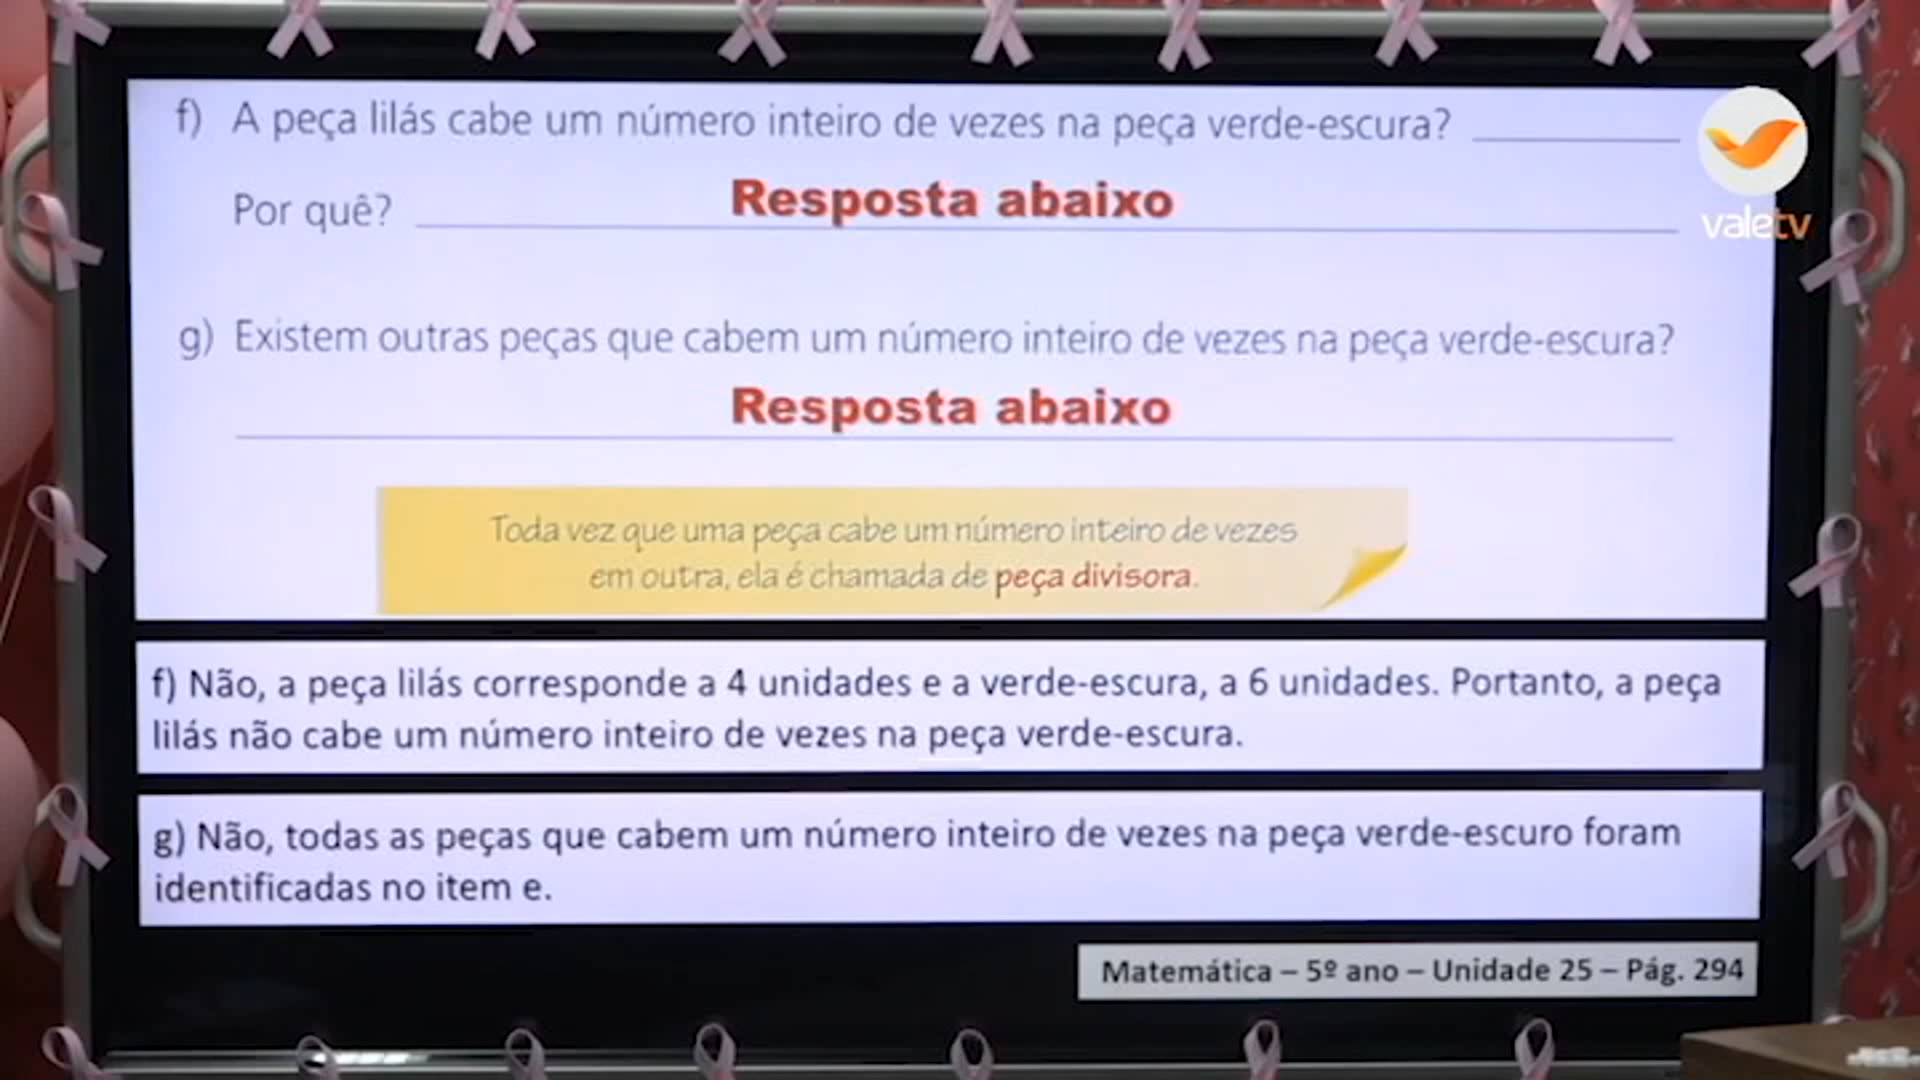 f) A peça lilás cabe um número inteiro de vezes na peça verde-escura? ________
valetv
Por quê? Resposta abaixo
g) Existem outras peças que cabem um número inteiro de vezes na peça verde-escura?
Resposta abaixo
Toda vez que uma peça cabe um número inteiro de vezes
em outra, ela é chamada de peça divisora.
f) Não, a peça lilás corresponde a 4 unidades e a verde-escura, a 6 unidades. Portanto, a peça
lilás não cabe um número inteiro de vezes na peça verde-escura.
g) Não, todas as peças que cabem um número inteiro de vezes na peça verde-escuro foram
identificadas no item e.
Matemática – 5º ano – Unidade 25 – Pág. 294